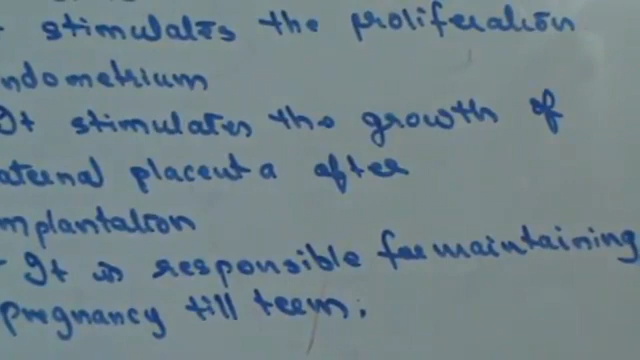 stimulates the proliferation
ndometrium
It stimulates the growth of
aternal placenta after
mplantation
- It is responsible for maintaining
pregnancy till term.